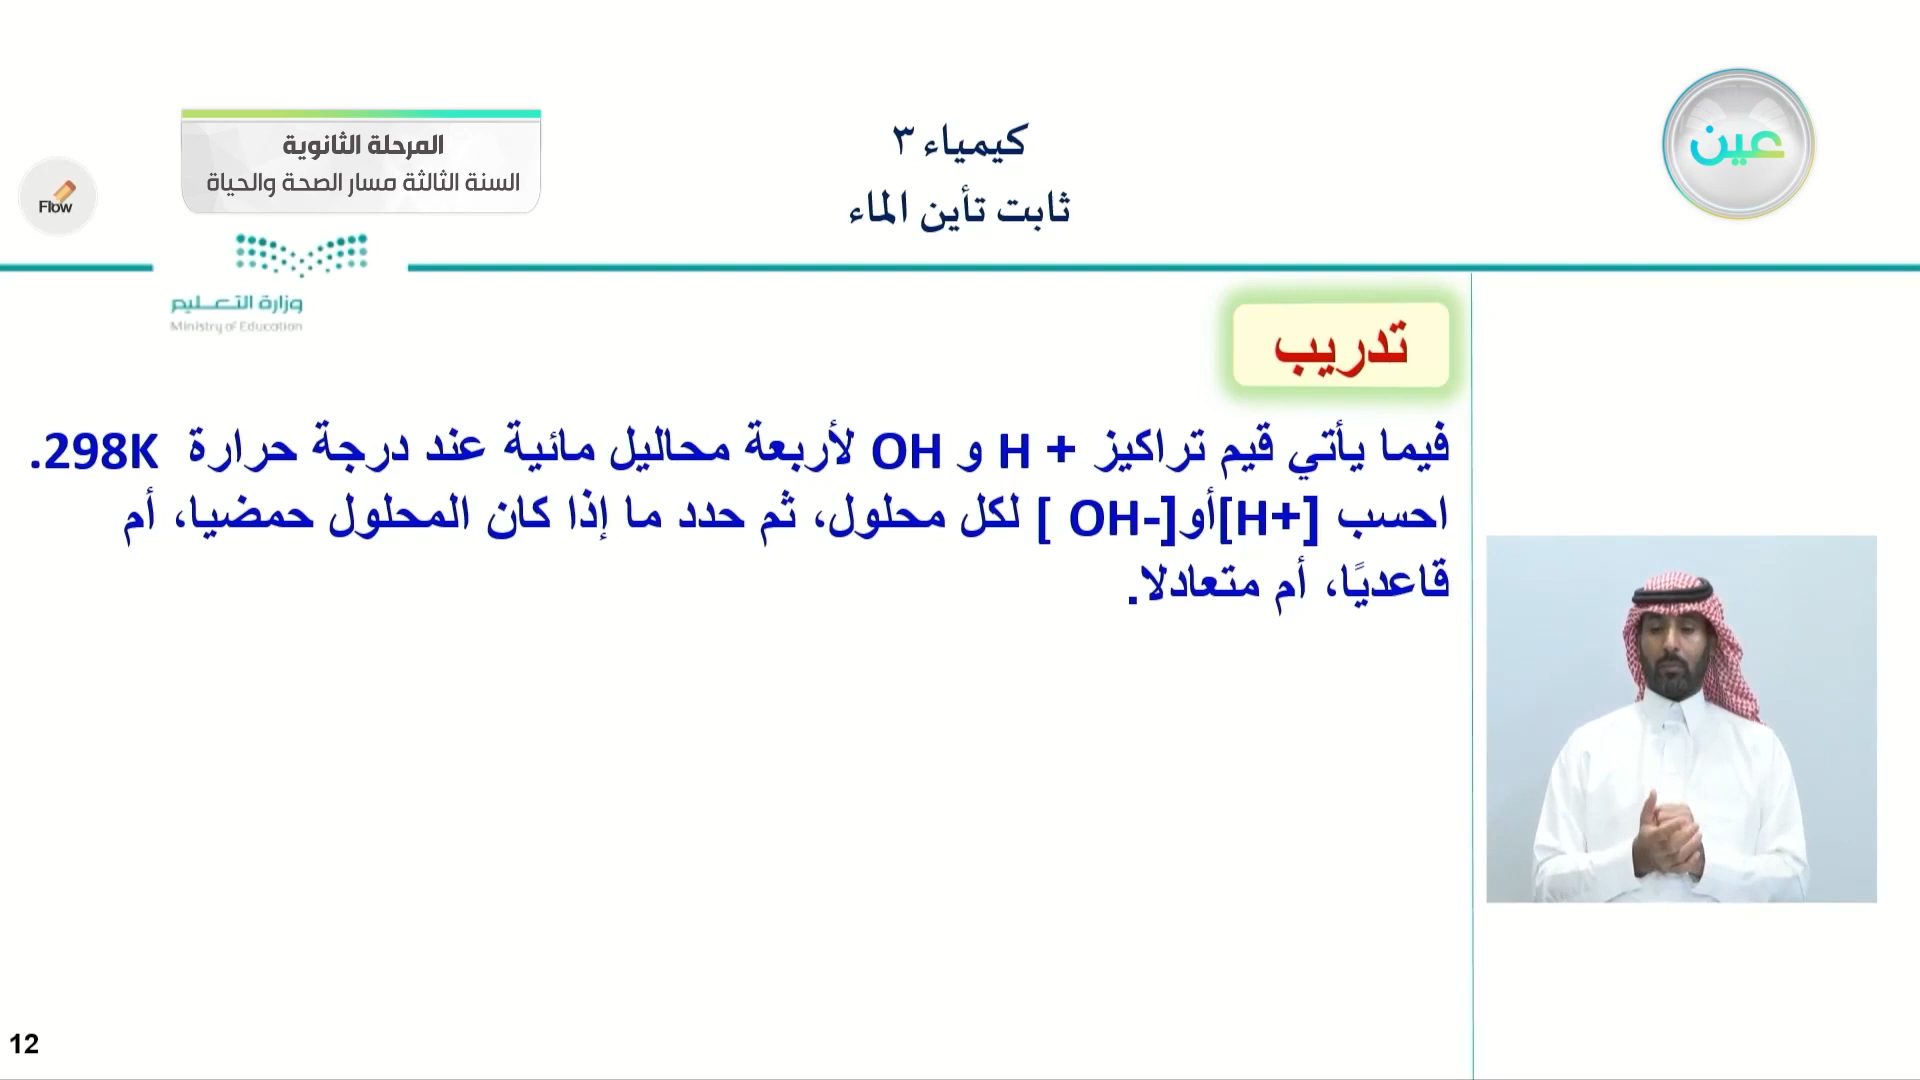 كيمياء ٣
ثابت تأين الماء
عين
المرحلة الثانوية
السنة الثالثة مسار الصحة والحياة
Flow
وزارة التعـــليم
Ministry of Education
تدريب
فيما يأتي قيم تراكيز + H و OH لأربعة محاليل مائية عند درجة حرارة 298K.
احسب [H+]أو[OH- ] لكل محلول، ثم حدد ما إذا كان المحلول حمضيا، أم
قاعديًا، أم متعادلا.
12